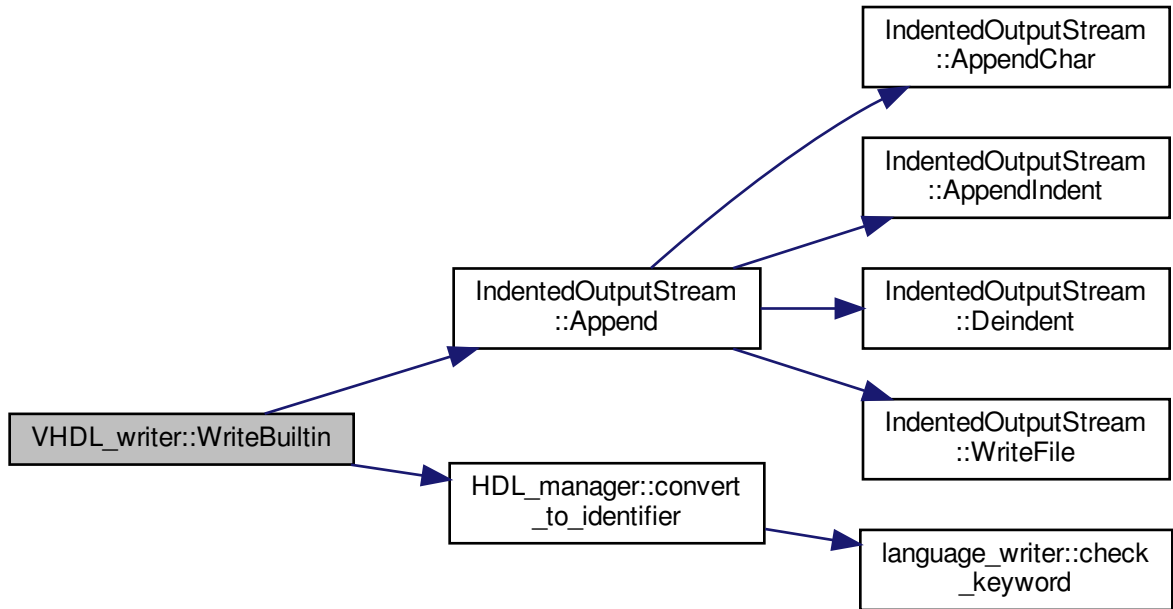 IndentedOutputStream
::AppendChar
IndentedOutputStream
::AppendIndent
IndentedOutputStream
::Append
IndentedOutputStream
::Deindent
IndentedOutputStream
::WriteFile
VHDL_writer::WriteBuiltin
HDL_manager::convert
_to_identifier
language_writer::check
_keyword